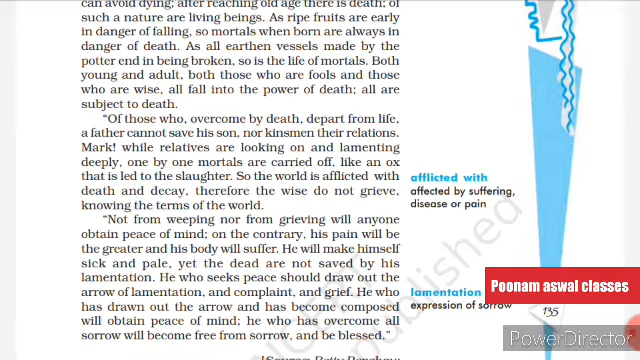 can avoid dying; after reaching old age there is death; of
such a nature are living beings. As ripe fruits are early
in danger of falling, so mortals when born are always in
danger of death. As all earthen vessels made by the
potter end in being broken, so is the life of mortals. Both
young and adult, both those who are fools and those
who are wise, all fall into the power of death; all are
subject to death.
“Of those who, overcome by death, depart from life,
a father cannot save his son, nor kinsmen their relations.
Mark! while relatives are looking on and lamenting
deeply, one by one mortals are carried off, like an ox
that is led to the slaughter. So the world is afflicted with
death and decay, therefore the wise do not grieve,
knowing the terms of the world.
“Not from weeping nor from grieving will anyone
obtain peace of mind; on the contrary, his pain will be
the greater and his body will suffer. He will make himself
sick and pale, yet the dead are not saved by his
lamentation. He who seeks peace should draw out the
arrow of lamentation, and complaint, and grief. He who
has drawn out the arrow and has become composed
will obtain peace of mind; he who has overcome all
sorrow will become free from sorrow, and be blessed.”
afflicted with
affected by suffering,
disease or pain
lamentation
expression of sorrow
Poonam aswal classes
135
PowerDirector
published